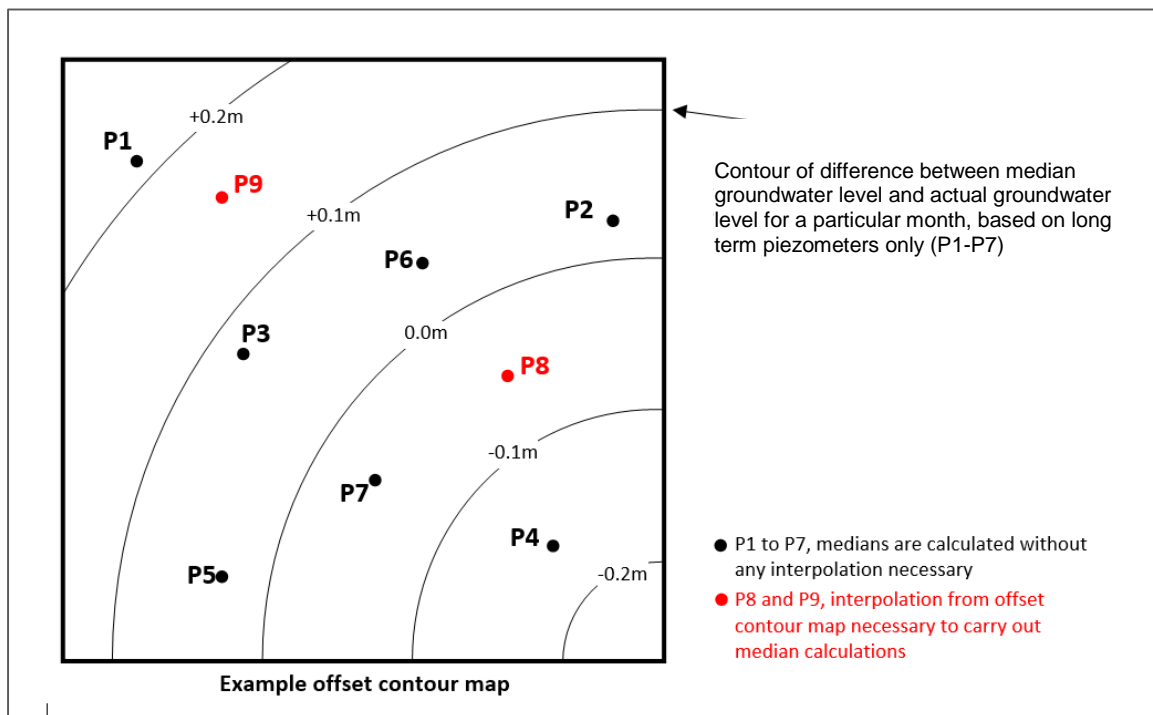 +0.2m
P1
P9
+0.1m
P2
P6
Contour of difference between median
groundwater level and actual groundwater
level for a particular month, based on long
term piezometers only (P1-P7)
0.0m
P3
P8
-0.1m
P7
P4
-0.2m
P5
P1 to P7, medians are calculated without
any interpolation necessary
P8 and P9, interpolation from offset
contour map necessary to carry out
median calculations
Example offset contour map